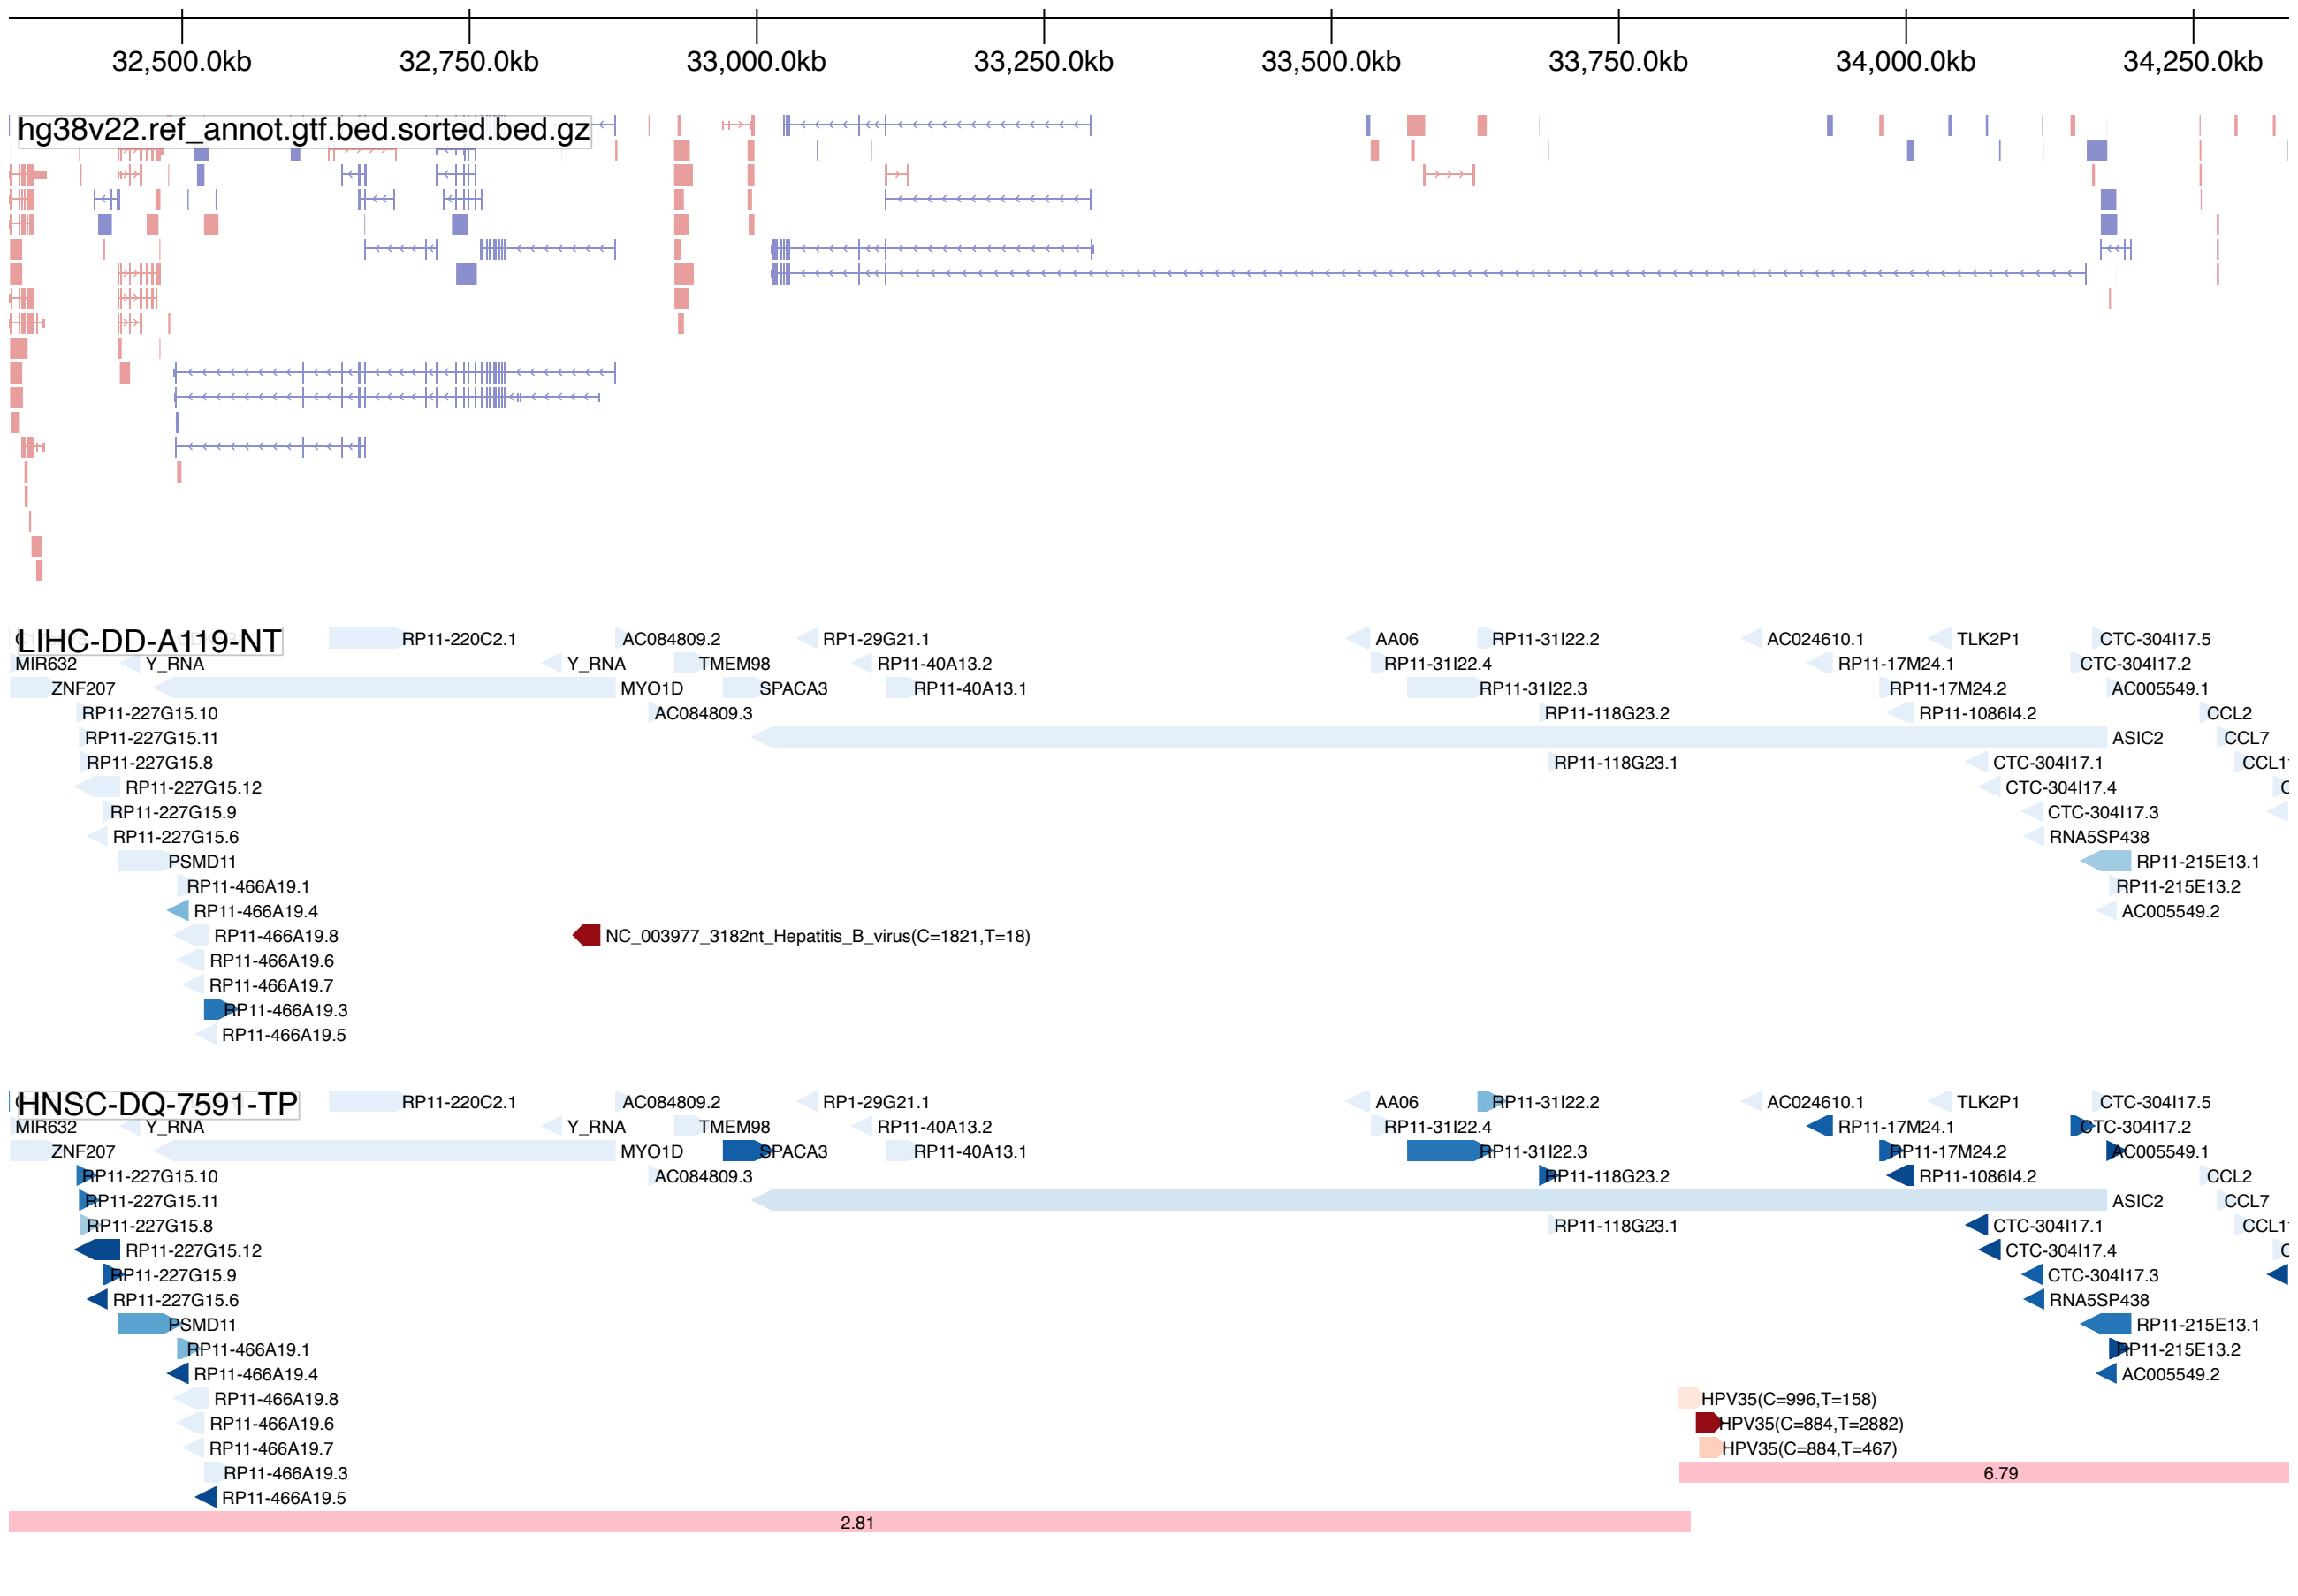 32,500.0kb 32,750.0kb 33,000.0kb 33,250.0kb 33,500.0kb 33,750.0kb 34,000.0kb 34,250.0kb
hg38v22.ref_annot.gtf.bed.sorted.bed.gz
LIHC-DD-A119-NT RP11-220C2.1 AC084809.2 RP1-29G21.1 AA06 RP11-31I22.2 AC024610.1 TLK2P1 CTC-304I17.5
MIR632 Y_RNA Y_RNA TMEM98 RP11-40A13.2 RP11-31I22.4 RP11-17M24.1 CTC-304I17.2
ZNF207 MYO1D SPACA3 RP11-40A13.1 RP11-31I22.3 RP11-17M24.2 AC005549.1
RP11-227G15.10 AC084809.3 RP11-118G23.2 RP11-1086I4.2 CCL2
RP11-227G15.11 ASIC2 CCL7
RP11-227G15.8 RP11-118G23.1 CTC-304I17.1 CCL1
RP11-227G15.12 CTC-304I17.4 C
RP11-227G15.9 CTC-304I17.3
RP11-227G15.6 RNA5SP438
PSMD11 RP11-215E13.1
RP11-466A19.1 RP11-215E13.2
RP11-466A19.4 AC005549.2
RP11-466A19.8 NC_003977_3182nt_Hepatitis_B_virus(C=1821,T=18)
RP11-466A19.6
RP11-466A19.7
RP11-466A19.3
RP11-466A19.5
HNSC-DQ-7591-TP RP11-220C2.1 AC084809.2 RP1-29G21.1 AA06 RP11-31I22.2 AC024610.1 TLK2P1 CTC-304I17.5
MIR632 Y_RNA Y_RNA TMEM98 RP11-40A13.2 RP11-31I22.4 RP11-17M24.1 CTC-304I17.2
ZNF207 MYO1D SPACA3 RP11-40A13.1 RP11-31I22.3 RP11-17M24.2 AC005549.1
RP11-227G15.10 AC084809.3 RP11-118G23.2 RP11-1086I4.2 CCL2
RP11-227G15.11 ASIC2 CCL7
RP11-227G15.8 RP11-118G23.1 CTC-304I17.1 CCL1
RP11-227G15.12 CTC-304I17.4 C
RP11-227G15.9 CTC-304I17.3
RP11-227G15.6 RNA5SP438
PSMD11 RP11-215E13.1
RP11-466A19.1 RP11-215E13.2
RP11-466A19.4 AC005549.2
RP11-466A19.8 HPV35(C=996,T=158)
RP11-466A19.6 HPV35(C=884,T=2882)
RP11-466A19.7 HPV35(C=884,T=467)
RP11-466A19.3 6.79
RP11-466A19.5
2.81